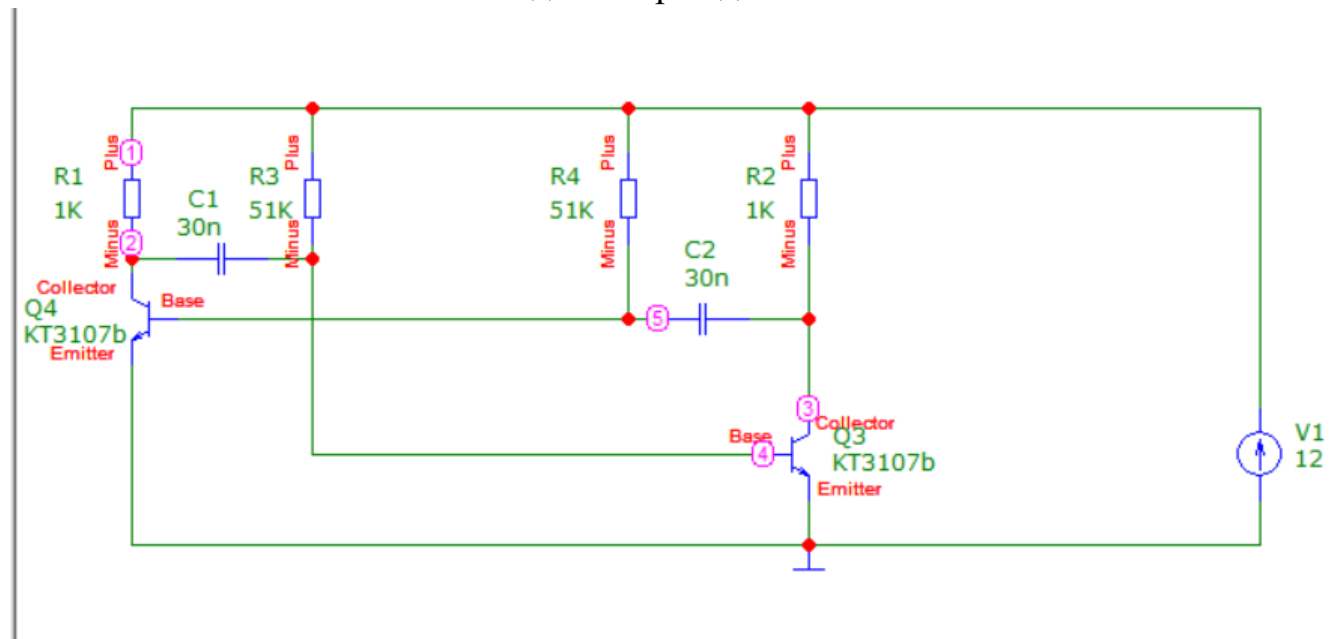 Plus
1
R1
1K
Minus
2
C1
30n
R3
51K
Plus
Minus
R4
51K
Plus
Minus
R2
1K
Plus
Minus
C2
30n
5
Collector
Q4
Base
KT3107b
Emitter
3
Collector
Base
4
Q3
KT3107b
Emitter
V1
12